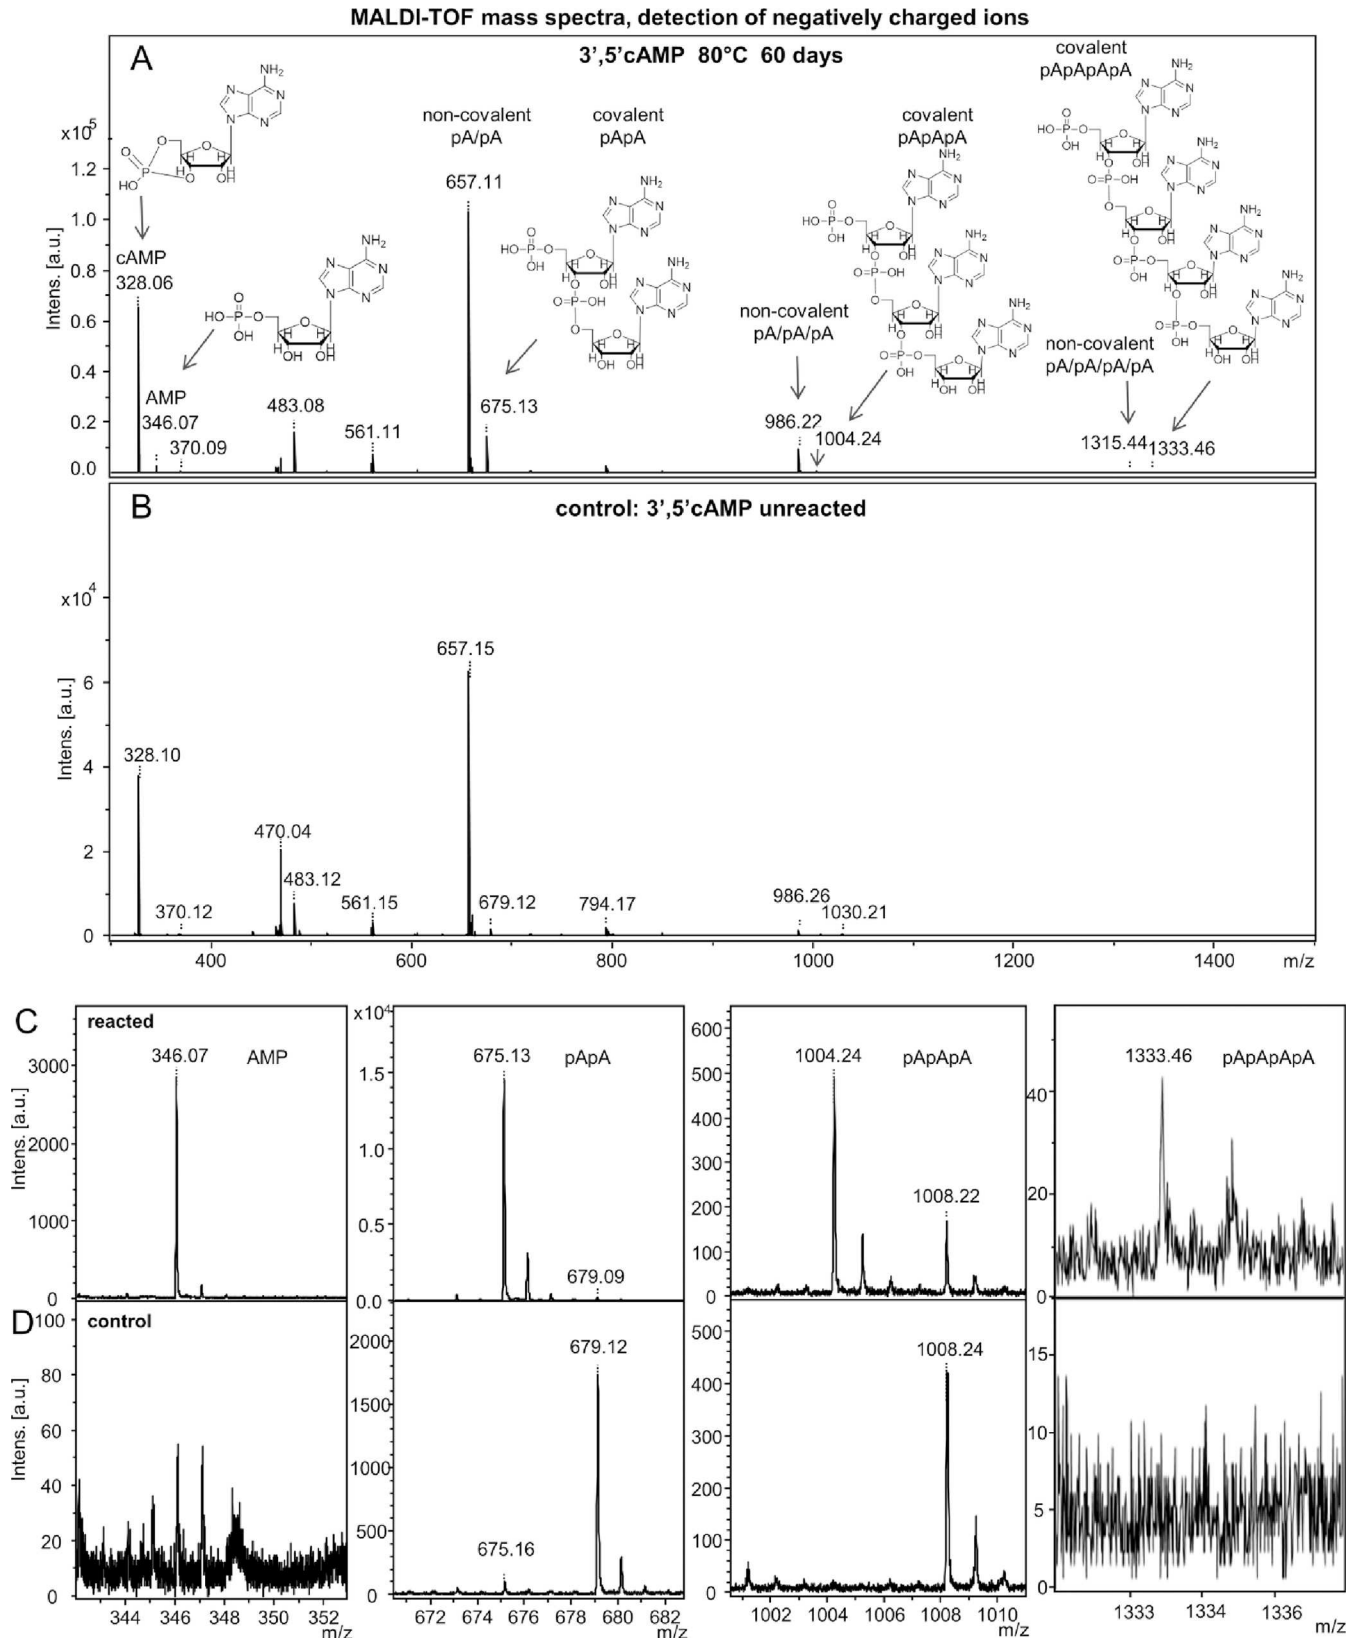 MALDI-TOF mass spectra, detection of negatively charged ions
A
3’,5’cAMP 80°C 60 days
covalent
pApApApA
non-covalent
pA/pA
covalent
pApA
covalent
pApApA
x10⁵
Intens. [a.u.]
1.2
1.0
0.8
0.6
0.4
0.2
0.0
cAMP
328.06
AMP
346.07
370.09
483.08
561.11
657.11
675.13
non-covalent
pA/pA/pA
986.22
1004.24
non-covalent
pA/pA/pA/pA
1315.44
1333.46
B
control: 3’,5’cAMP unreacted
x10⁴
Intens. [a.u.]
6
4
2
0
328.10
370.12
470.04
483.12
561.15
657.15
679.12
794.17
986.26
1030.21
400
600
800
1000
1200
1400
m/z
C
reacted
Intens. [a.u.]
3000
2000
1000
0
346.07
AMP
x10⁴
1.5
1.0
0.5
0.0
675.13
pApA
679.09
600
500
400
300
200
100
0
1004.24
pApApA
1008.22
40
20
0
1333.46
pApApApA
D
control
Intens. [a.u.]
100
80
60
40
20
0
344
346
348
350
352
m/z
2000
1500
1000
500
0
675.16
679.12
672
674
676
678
680
682
m/z
500
400
300
200
100
0
1008.24
1002
1004
1006
1008
1010
m/z
15
10
5
0
1333
1334
1336
m/z